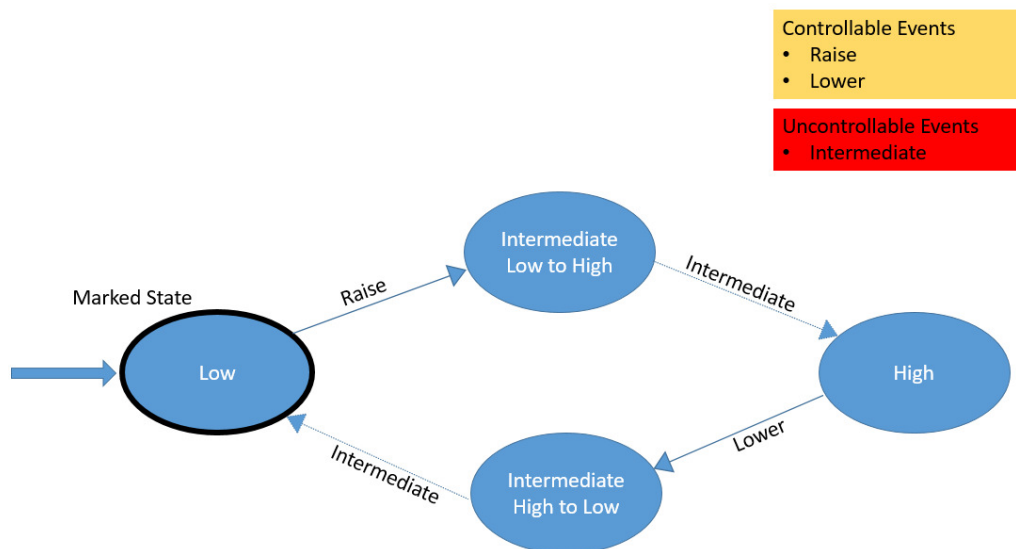 Controllable Events
• Raise
• Lower
Uncontrollable Events
• Intermediate
Intermediate
Low to High
Intermediate
Raise
Marked State
Low
High
Lower
Intermediate
Intermediate
High to Low